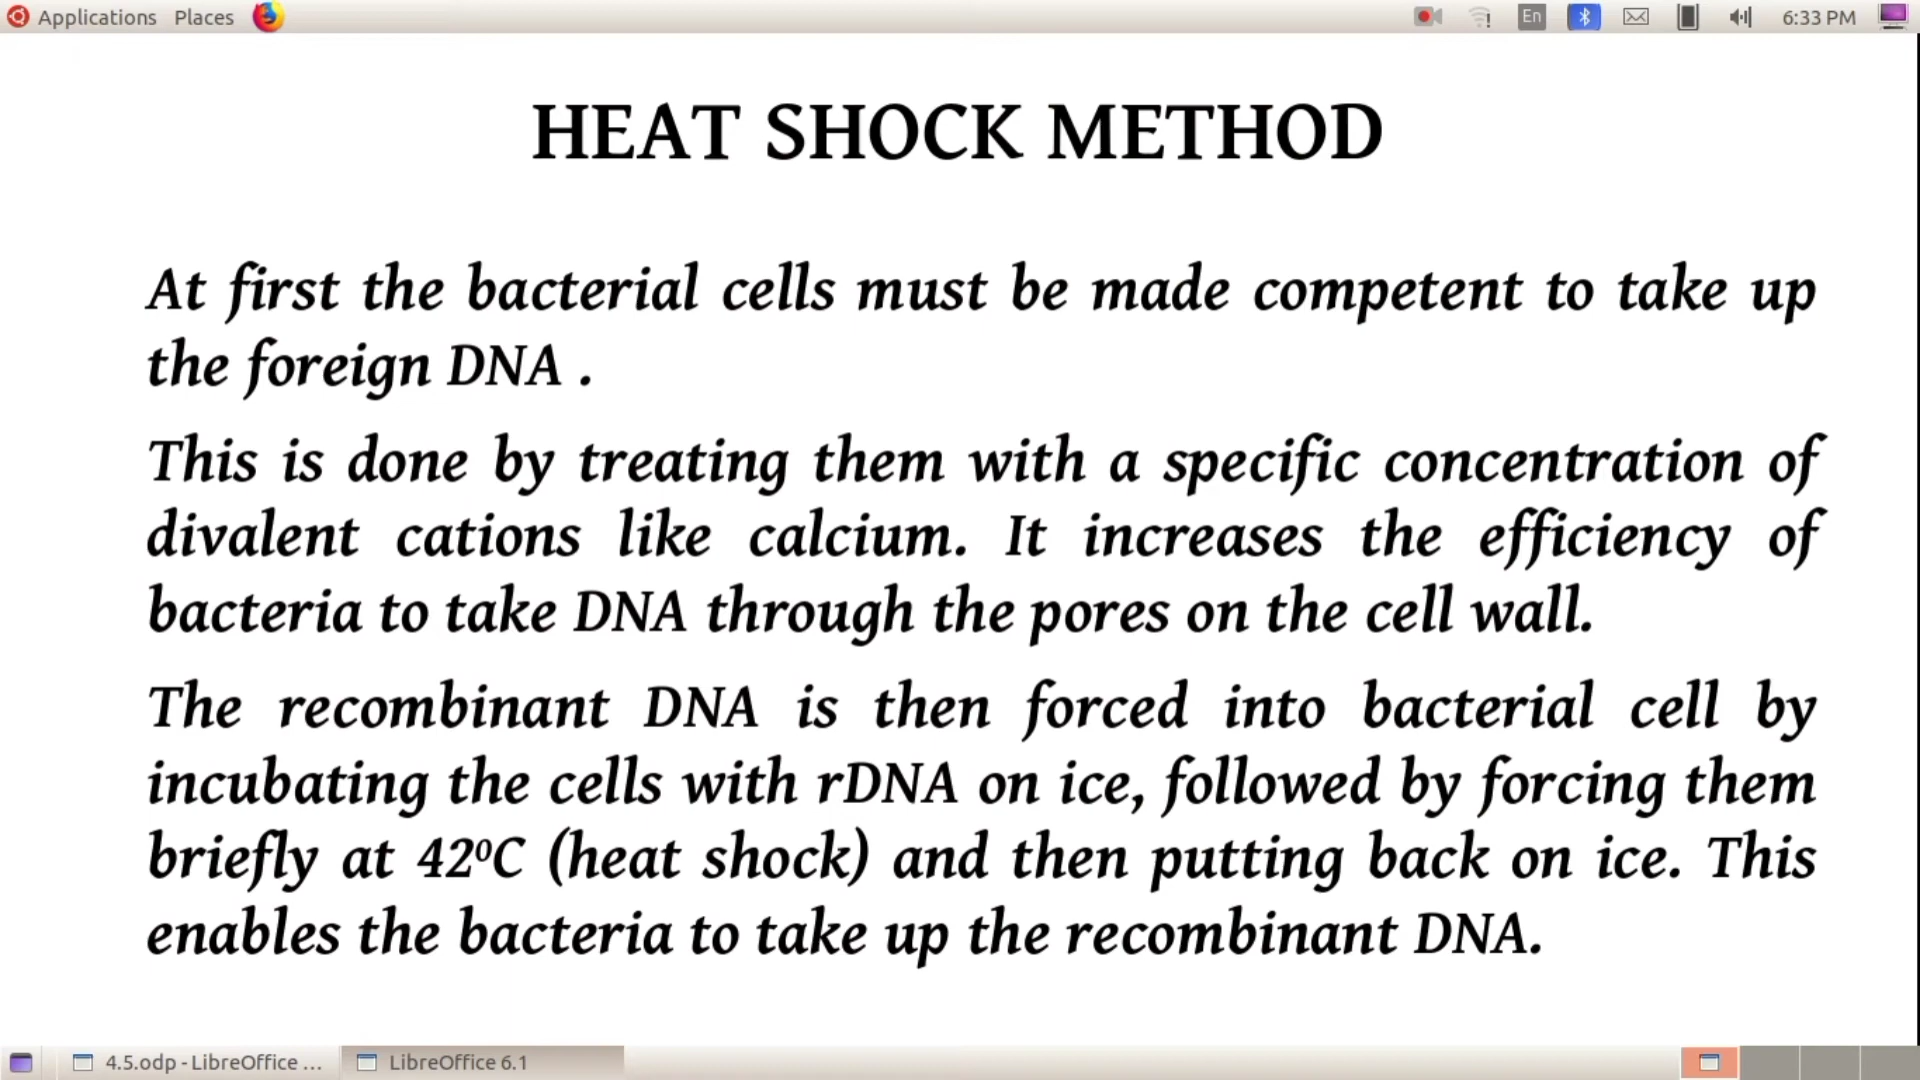 Applications Places En 6:33 PM
HEAT SHOCK METHOD
At first the bacterial cells must be made competent to take up
the foreign DNA .
This is done by treating them with a specific concentration of
divalent cations like calcium. It increases the efficiency of
bacteria to take DNA through the pores on the cell wall.
The recombinant DNA is then forced into bacterial cell by
incubating the cells with rDNA on ice, followed by forcing them
briefly at 42⁰C (heat shock) and then putting back on ice. This
enables the bacteria to take up the recombinant DNA.
4.5.odp - LibreOffice ... LibreOffice 6.1